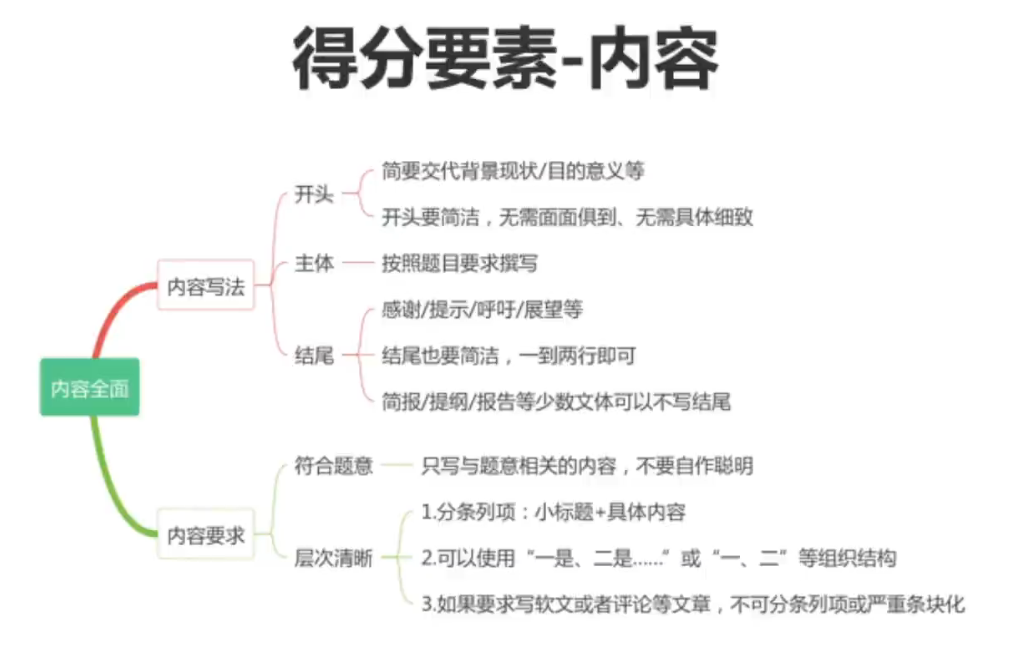 得分要素-内容
内容全面
内容写法
开头
简要交代背景现状/目的意义等
开头要简洁，无需面面俱到、无需具体细致
主体
按照题目要求撰写
结尾
感谢/提示/呼吁/展望等
结尾也要简洁，一到两行即可
简报/提纲/报告等少数文体可以不写结尾
内容要求
符合题意
只写与题意相关的内容，不要自作聪明
层次清晰
1.分条列项：小标题+具体内容
2.可以使用“一是、二是……”或“一、二”等组织结构
3.如果要求写软文或者评论等文章，不可分条列项或严重条块化